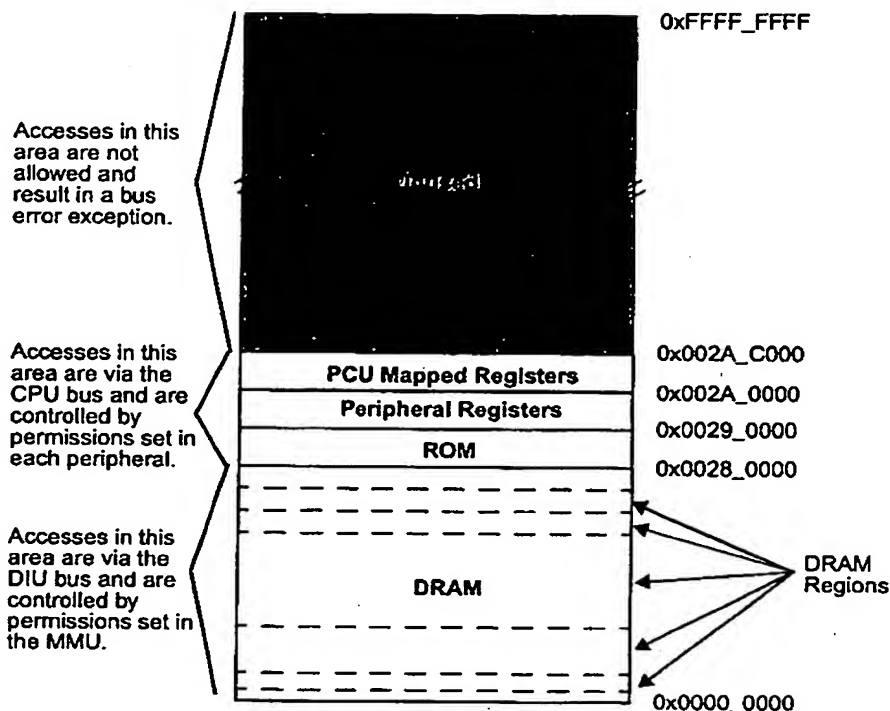 0xFFFF_FFFF
Accesses in this
area are not
allowed and
result in a bus
error exception.
0x002A_C000
Accesses in this
area are via the
CPU bus and are
controlled by
permissions set in
each peripheral.
PCU Mapped Registers
0x002A_0000
Peripheral Registers
0x0029_0000
ROM
0x0028_0000
Accesses in this
area are via the
DIU bus and are
controlled by
permissions set in
the MMU.
DRAM
DRAM
Regions
0x0000_0000